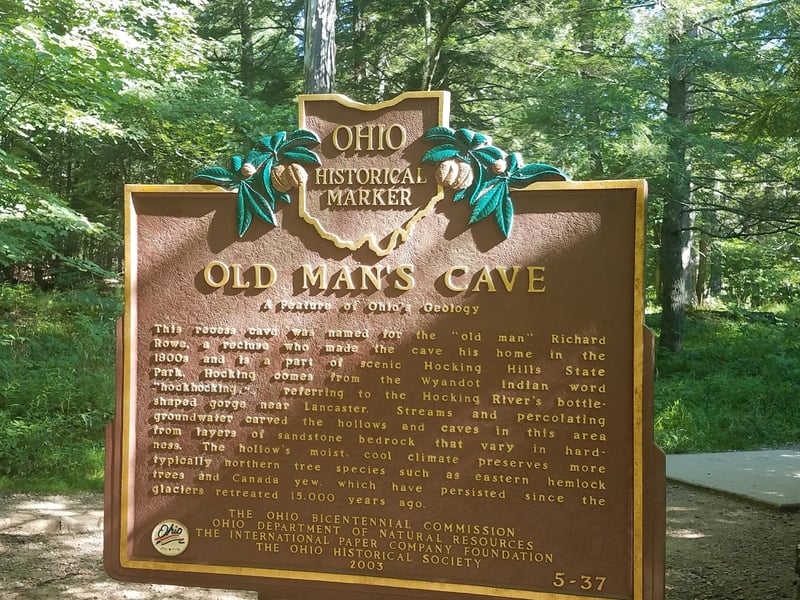 OHIO
HISTORICAL
MARKER
OLD MAN'S CAVE
A Feature of Ohio's Geology
This recess cave was named for the "old man" Richard
Rowe, a recluse who made the cave his home in the
1800s and is a part of scenic Hocking Hills State
Park. Hocking comes from the Wyandot Indian word
"hockhocking," referring to the Hocking River's bottle-
shaped gorge near Lancaster. Streams and percolating
groundwater carved the hollows and caves in this area
from layers of sandstone bedrock that vary in hard-
ness. The hollow's moist, cool climate preserves more
typically northern tree species such as eastern hemlock
trees and Canada yew, which have persisted since the
glaciers retreated 15,000 years ago.
THE OHIO BICENTENNIAL COMMISSION
OHIO DEPARTMENT OF NATURAL RESOURCES
THE INTERNATIONAL PAPER COMPANY FOUNDATION
THE OHIO HISTORICAL SOCIETY
2003
Ohio
5-37